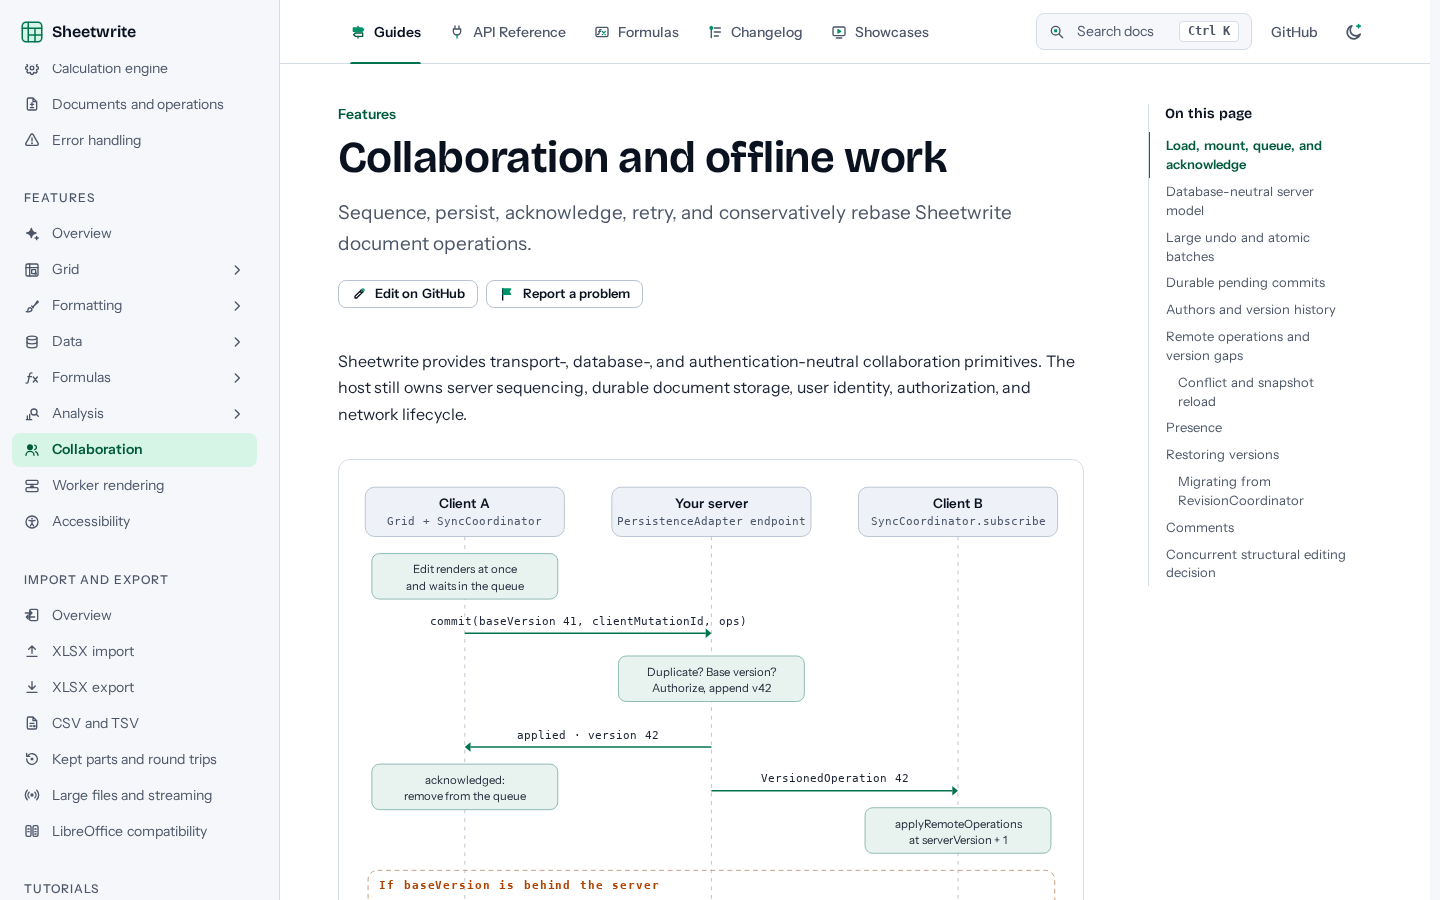 Sheetwrite
Calculation engine
Documents and operations
Error handling
FEATURES
Overview
Grid
Formatting
Data
Formulas
Analysis
Collaboration
Worker rendering
Accessibility
IMPORT AND EXPORT
Overview
XLSX import
XLSX export
CSV and TSV
Kept parts and round trips
Large files and streaming
LibreOffice compatibility
TUTORIALS
Guides
API Reference
Formulas
Changelog
Showcases
Search docs
Ctrl K
GitHub
Features
Collaboration and offline work
Sequence, persist, acknowledge, retry, and conservatively rebase Sheetwrite
document operations.
Edit on GitHub
Report a problem
Sheetwrite provides transport-, database-, and authentication-neutral collaboration primitives. The
host still owns server sequencing, durable document storage, user identity, authorization, and
network lifecycle.
Client A
Grid + SyncCoordinator
Your server
PersistenceAdapter endpoint
Client B
SyncCoordinator.subscribe
Edit renders at once
and waits in the queue
commit(baseVersion 41, clientMutationId, ops)
Duplicate? Base version?
Authorize, append v42
applied · version 42
acknowledged:
remove from the queue
VersionedOperation 42
applyRemoteOperations
at serverVersion + 1
If baseVersion is behind the server
On this page
Load, mount, queue, and
acknowledge
Database-neutral server
model
Large undo and atomic
batches
Durable pending commits
Authors and version history
Remote operations and
version gaps
Conflict and snapshot
reload
Presence
Restoring versions
Migrating from
RevisionCoordinator
Comments
Concurrent structural editing
decision